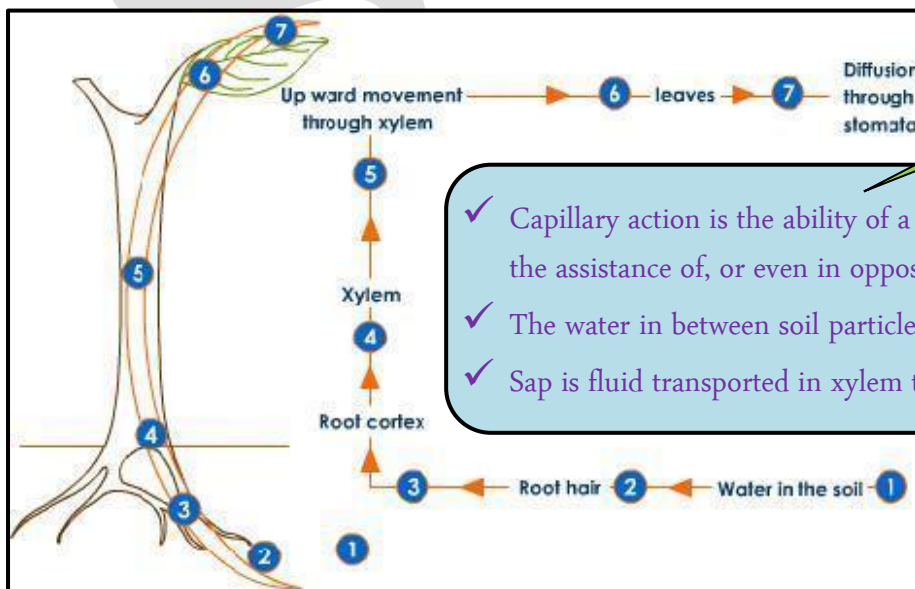 7
6
Up ward movement
through xylem
6
leaves
7
Diffusion
through
stomata
5
✓ Capillary action is the ability of a
the assistance of, or even in oppos
✓ The water in between soil particle
✓ Sap is fluid transported in xylem t
5
Xylem
4
Root cortex
4
3
Root hair
2
Water in the soil
1
3
2
1